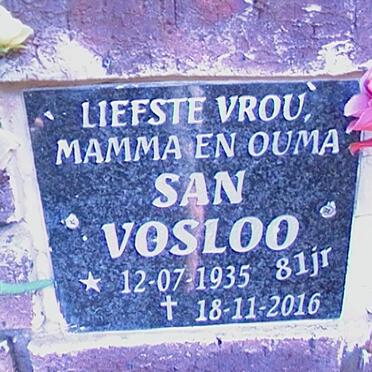 LIEFSTE VROU,
MAMMA EN OUMA
SAN
VOSLOO
★ 12-07-1935 81jr
✝ 18-11-2016